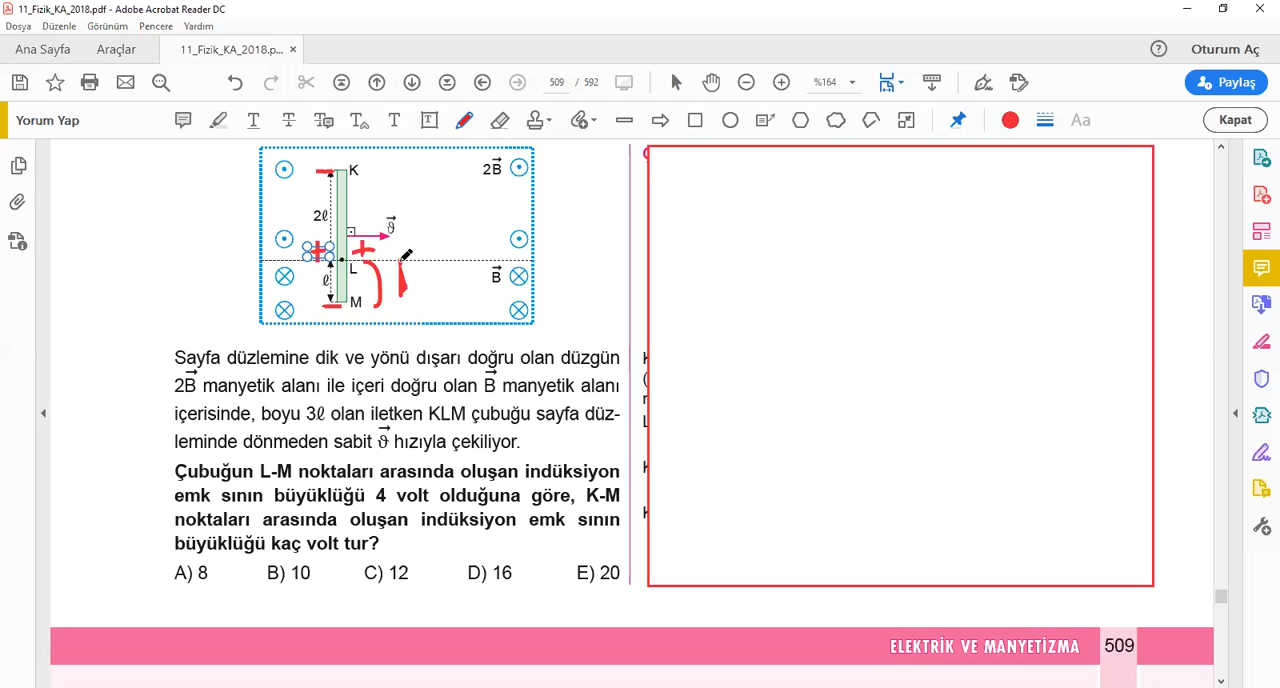 11_Fizik_KA_2018.pdf - Adobe Acrobat Reader DC
Dosya Düzenle Görünüm Pencere Yardım
Ana Sayfa Araçlar 11_Fizik_KA_2018.p... × Oturum Aç
509 / 592 %164 Paylaş
Yorum Yap Aa Kapat
K 2B
2ℓ
ϑ
+ +
L
ℓ B
M
Sayfa düzlemine dik ve yönü dışarı doğru olan düzgün
2B manyetik alanı ile içeri doğru olan B manyetik alanı
içerisinde, boyu 3ℓ olan iletken KLM çubuğu sayfa düz-
leminde dönmeden sabit ϑ hızıyla çekiliyor.
Çubuğun L-M noktaları arasında oluşan indüksiyon
emk sının büyüklüğü 4 volt olduğuna göre, K-M
noktaları arasında oluşan indüksiyon emk sının
büyüklüğü kaç volt tur?
A) 8 B) 10 C) 12 D) 16 E) 20
ELEKTRİK VE MANYETİZMA 509